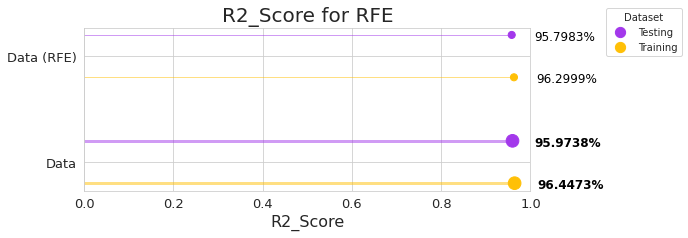 R2_Score for RFE
Dataset
Testing
Training
Data (RFE)
95.7983%
96.2999%
95.9738%
Data
96.4473%
0.0 0.2 0.4 0.6 0.8 1.0
R2_Score